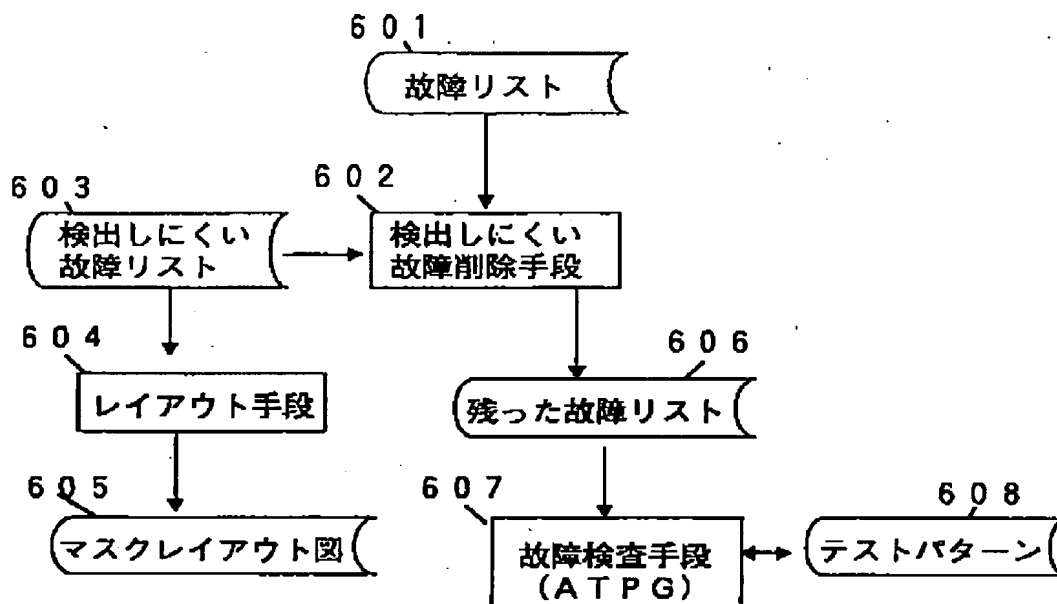 601
故障リスト
603
検出しにくい
故障リスト
602
検出しにくい
故障削除手段
604
レイアウト手段
606
残った故障リスト
605
マスクレイアウト図
607
故障検査手段
(ATPG)
608
テストパターン